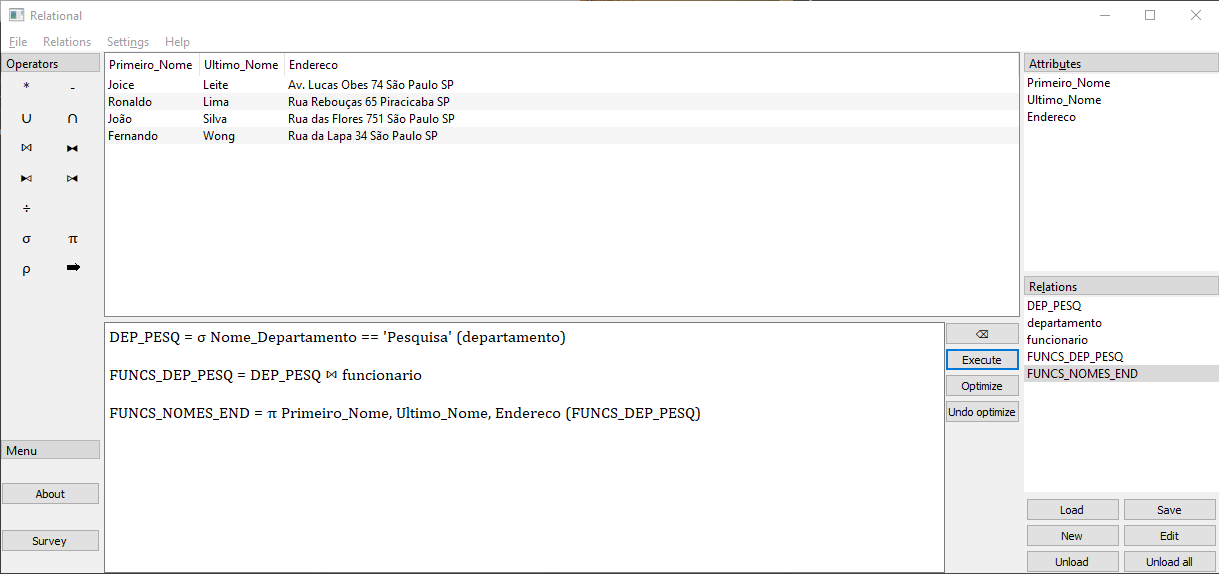 Relational
File Relations Settings Help
Operators
* -
∪ ∩
⋈ ⧓
⧑ ⧒
÷
σ π
ρ ➡
Menu
About
Survey
Primeiro_Nome Ultimo_Nome Endereco
Joice Leite Av. Lucas Obes 74 São Paulo SP
Ronaldo Lima Rua Rebouças 65 Piracicaba SP
João Silva Rua das Flores 751 São Paulo SP
Fernando Wong Rua da Lapa 34 São Paulo SP
DEP_PESQ = σ Nome_Departamento == 'Pesquisa' (departamento)
FUNCS_DEP_PESQ = DEP_PESQ ⋈ funcionario
FUNCS_NOMES_END = π Primeiro_Nome, Ultimo_Nome, Endereco (FUNCS_DEP_PESQ)
⌫
Execute
Optimize
Undo optimize
Attributes
Primeiro_Nome
Ultimo_Nome
Endereco
Relations
DEP_PESQ
departamento
funcionario
FUNCS_DEP_PESQ
FUNCS_NOMES_END
Load Save
New Edit
Unload Unload all